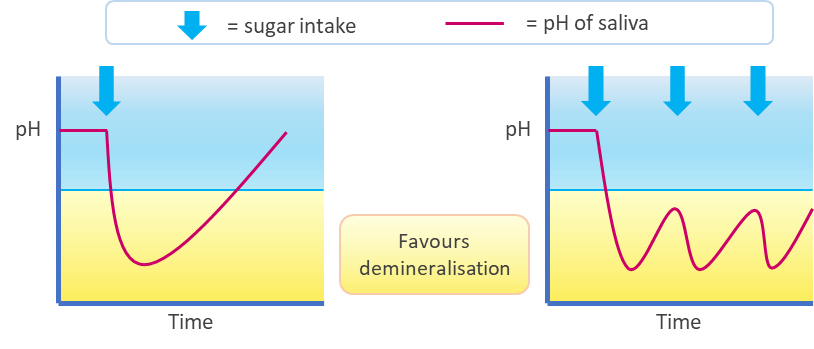 = sugar intake
= pH of saliva
pH
pH
Favours
demineralisation
Time
Time